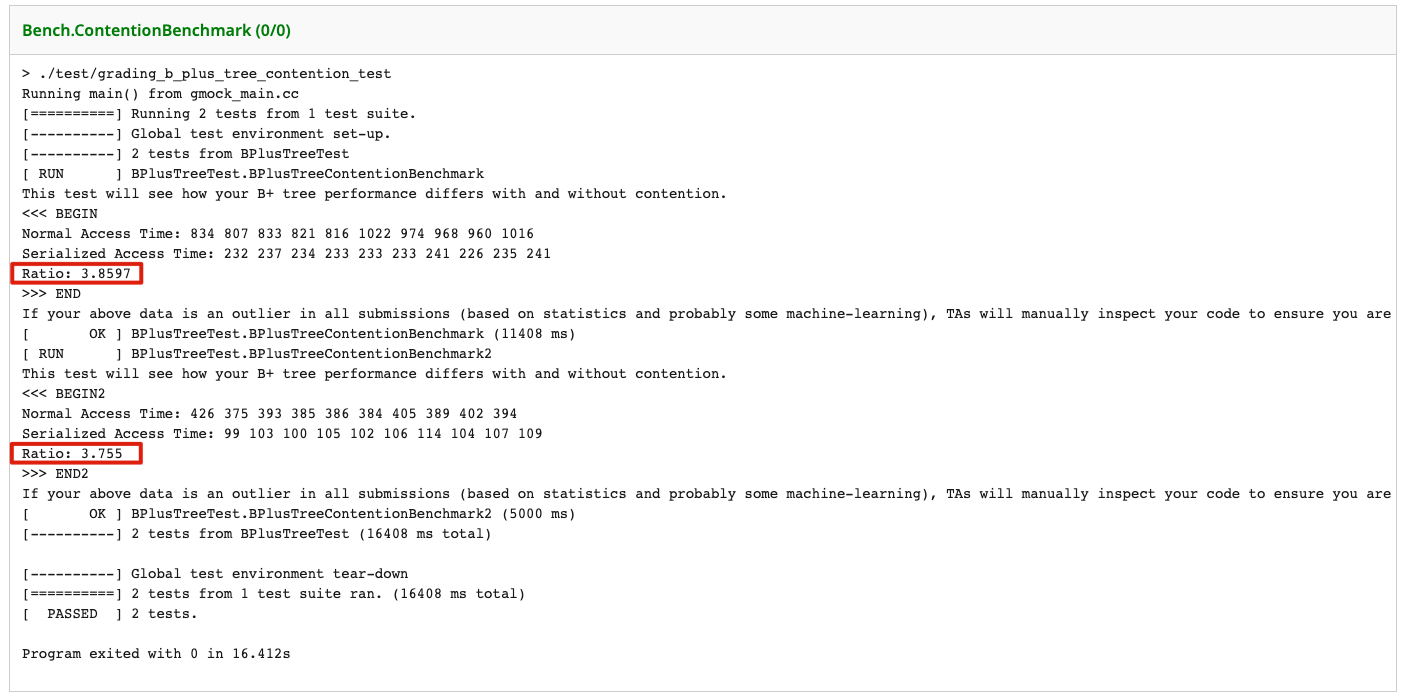 Bench.ContentionBenchmark (0/0)
> ./test/grading_b_plus_tree_contention_test
Running main() from gmock_main.cc
[==========] Running 2 tests from 1 test suite.
[----------] Global test environment set-up.
[----------] 2 tests from BPlusTreeTest
[ RUN      ] BPlusTreeTest.BPlusTreeContentionBenchmark
This test will see how your B+ tree performance differs with and without contention.
<<< BEGIN
Normal Access Time: 834 807 833 821 816 1022 974 968 960 1016
Serialized Access Time: 232 237 234 233 233 233 241 226 235 241
Ratio: 3.8597
>>> END
If your above data is an outlier in all submissions (based on statistics and probably some machine-learning), TAs will manually inspect your code to ensure you are
[       OK ] BPlusTreeTest.BPlusTreeContentionBenchmark (11408 ms)
[ RUN      ] BPlusTreeTest.BPlusTreeContentionBenchmark2
This test will see how your B+ tree performance differs with and without contention.
<<< BEGIN2
Normal Access Time: 426 375 393 385 386 384 405 389 402 394
Serialized Access Time: 99 103 100 105 102 106 114 104 107 109
Ratio: 3.755
>>> END2
If your above data is an outlier in all submissions (based on statistics and probably some machine-learning), TAs will manually inspect your code to ensure you are
[       OK ] BPlusTreeTest.BPlusTreeContentionBenchmark2 (5000 ms)
[----------] 2 tests from BPlusTreeTest (16408 ms total)
[----------] Global test environment tear-down
[==========] 2 tests from 1 test suite ran. (16408 ms total)
[  PASSED  ] 2 tests.
Program exited with 0 in 16.412s